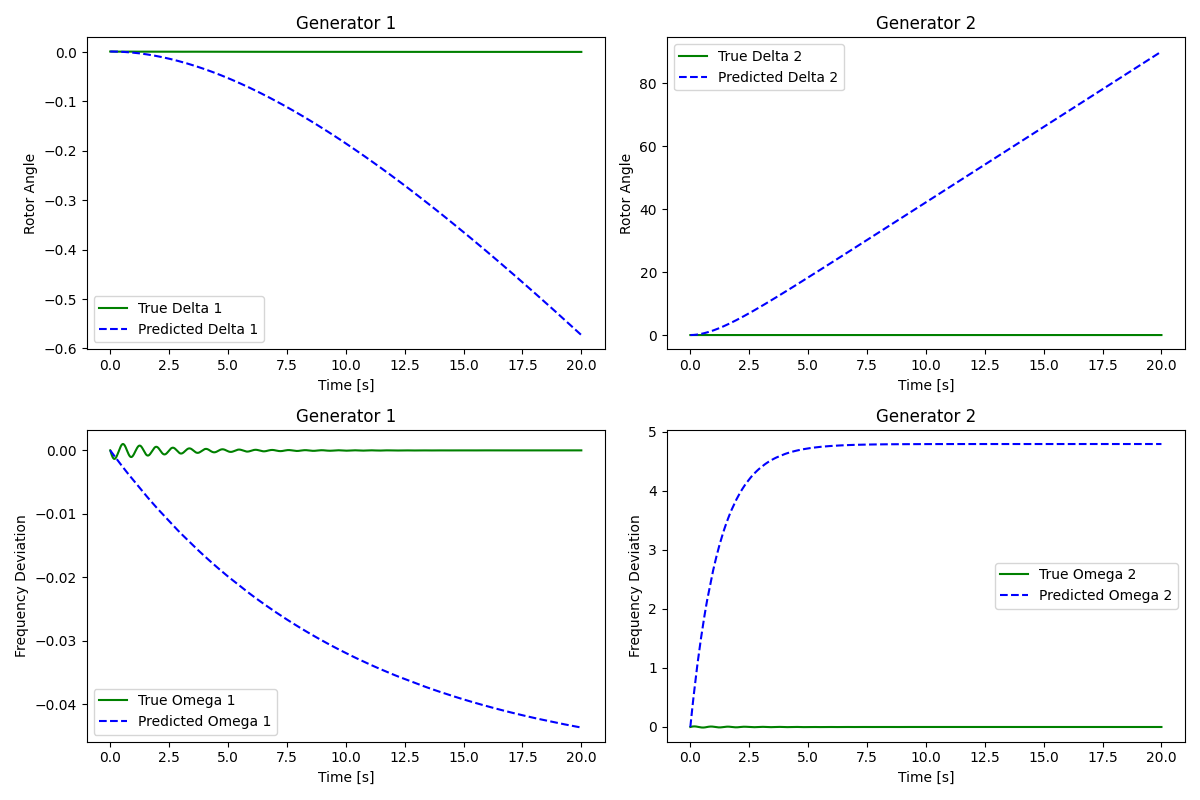 Generator 1
Rotor Angle
0.0
−0.1
−0.2
−0.3
−0.4
−0.5
−0.6
True Delta 1
Predicted Delta 1
0.0 2.5 5.0 7.5 10.0 12.5 15.0 17.5 20.0
Time [s]
Generator 2
Rotor Angle
80
60
40
20
0
True Delta 2
Predicted Delta 2
0.0 2.5 5.0 7.5 10.0 12.5 15.0 17.5 20.0
Time [s]
Generator 1
Frequency Deviation
0.00
−0.01
−0.02
−0.03
−0.04
True Omega 1
Predicted Omega 1
0.0 2.5 5.0 7.5 10.0 12.5 15.0 17.5 20.0
Time [s]
Generator 2
Frequency Deviation
5
4
3
2
1
0
True Omega 2
Predicted Omega 2
0.0 2.5 5.0 7.5 10.0 12.5 15.0 17.5 20.0
Time [s]